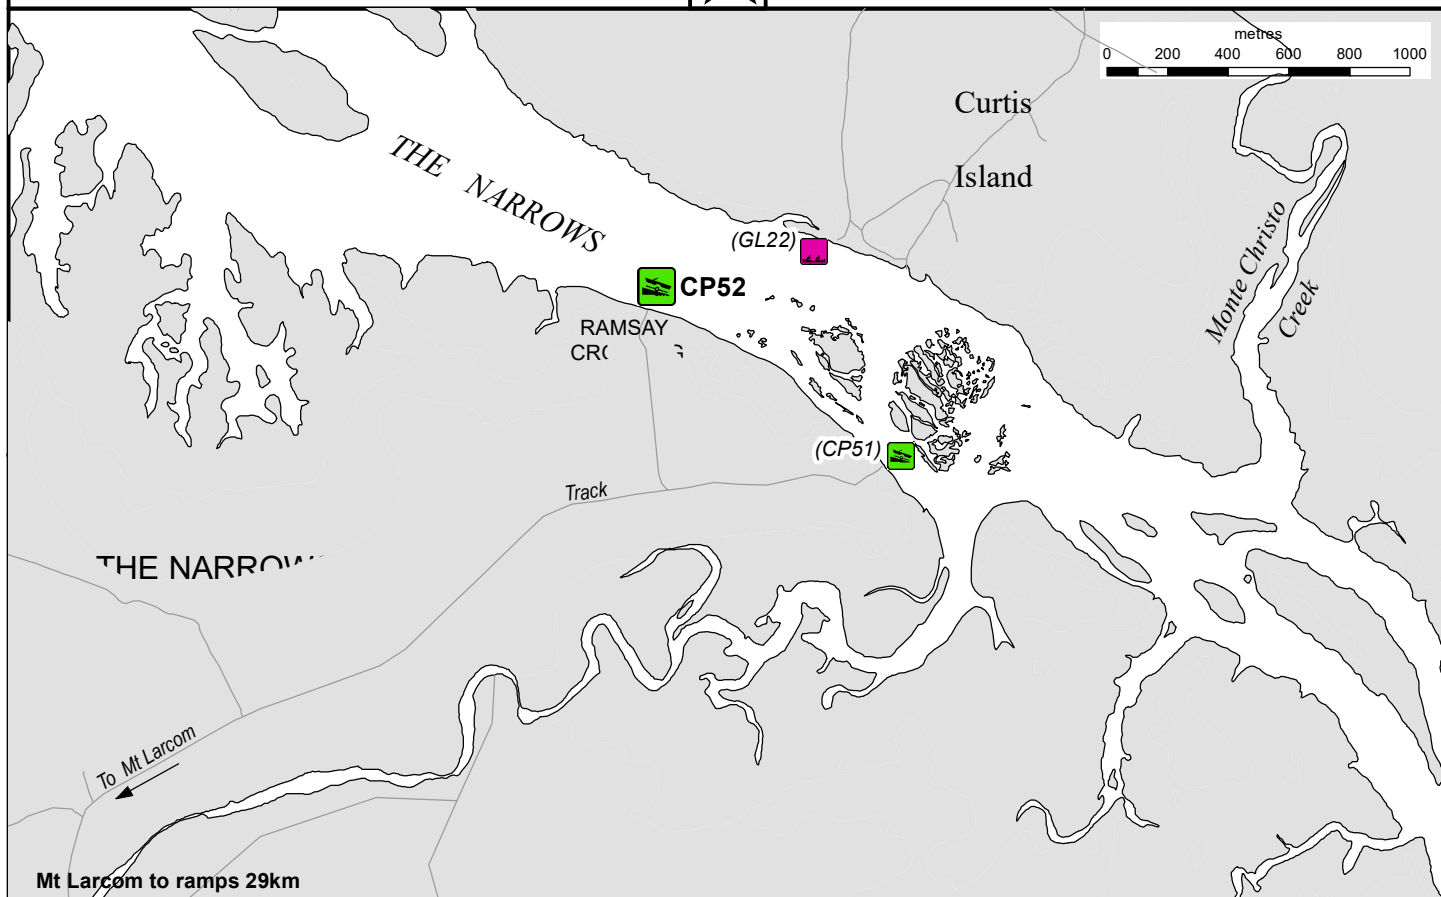 metres
0 200 400 600 800 1000
Curtis
Island
THE NARROWS
(GL22)
CP52
Monte Christo
Creek
RAMSAY
(CP51)
Track
THE
To Mt Larcom
Mt Larcom to ramps 29km